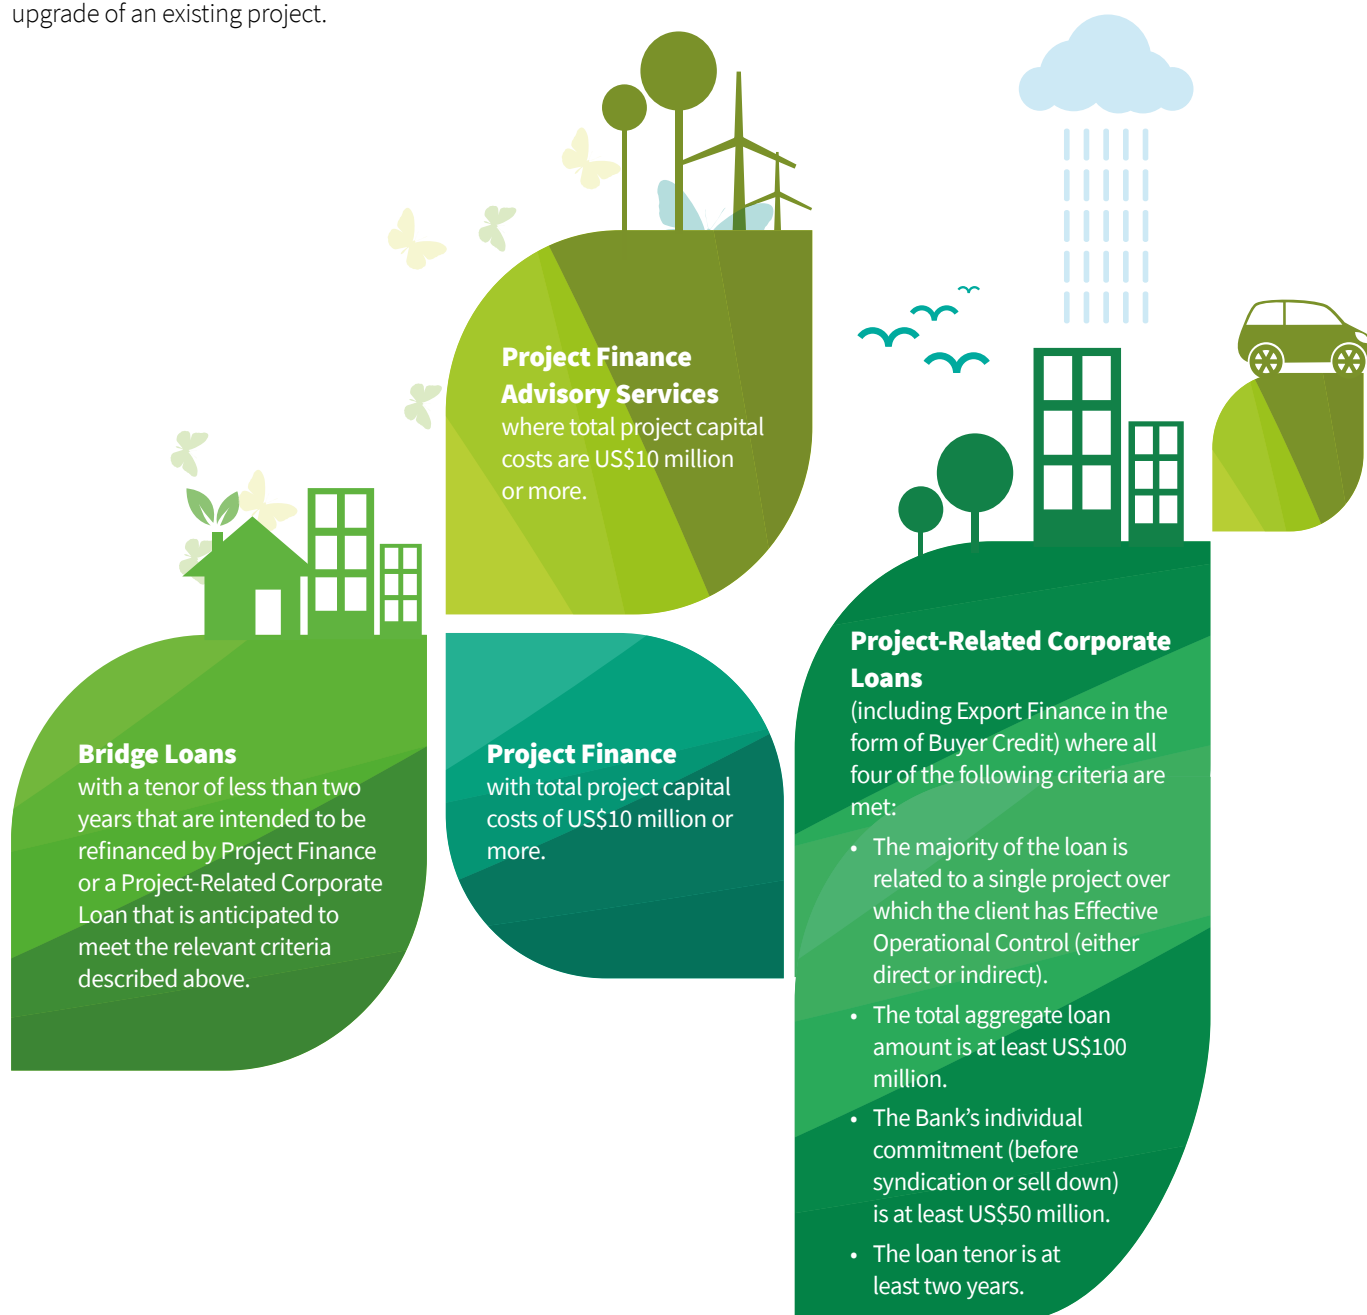 upgrade of an existing project.
Project Finance
Advisory Services
where total project capital
costs are US$10 million
or more.
Bridge Loans
with a tenor of less than two
years that are intended to be
refinanced by Project Finance
or a Project-Related Corporate
Loan that is anticipated to
meet the relevant criteria
described above.
Project Finance
with total project capital
costs of US$10 million or
more.
Project-Related Corporate
Loans
(including Export Finance in the
form of Buyer Credit) where all
four of the following criteria are
met:
• The majority of the loan is
related to a single project over
which the client has Effective
Operational Control (either
direct or indirect).
• The total aggregate loan
amount is at least US$100
million.
• The Bank’s individual
commitment (before
syndication or sell down)
is at least US$50 million.
• The loan tenor is at
least two years.